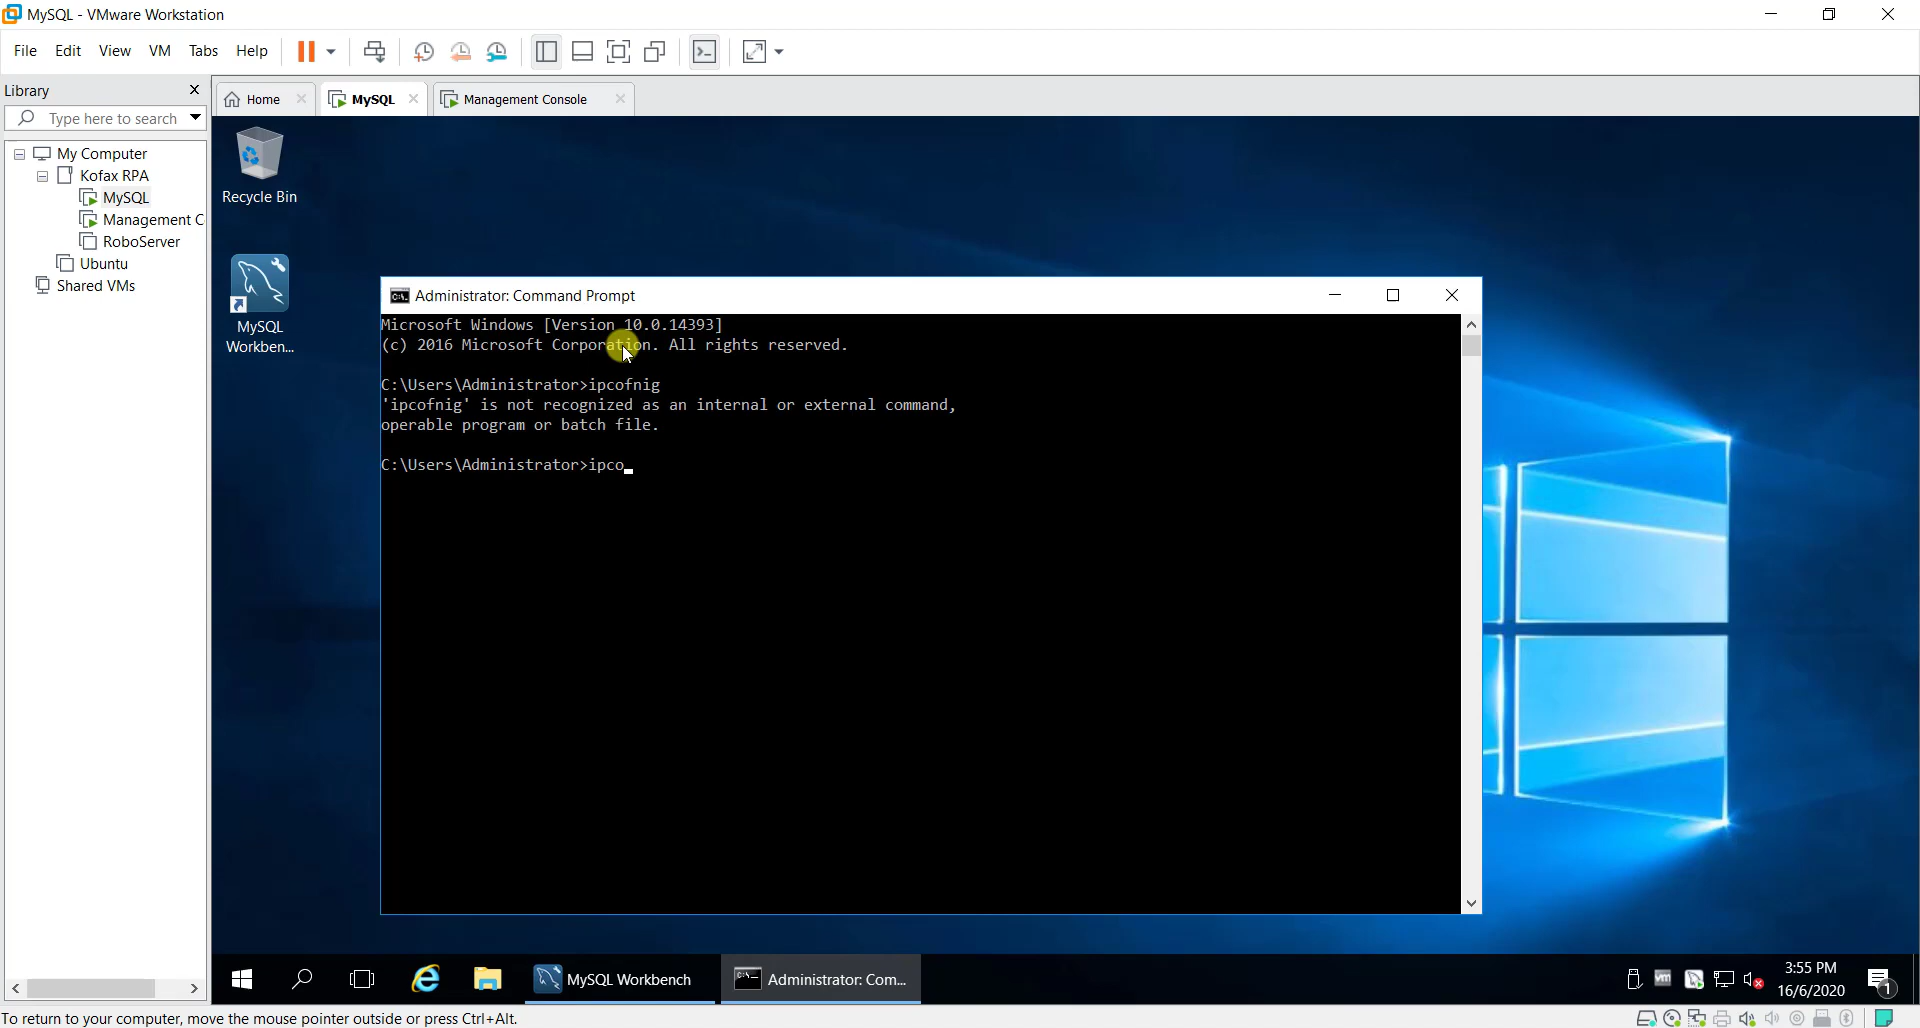 MySQL - VMware Workstation
File Edit View VM Tabs Help
Library
Type here to search
My Computer
Kofax RPA
MySQL
Management C
RoboServer
Ubuntu
Shared VMs
Home
MySQL
Management Console
Recycle Bin
MySQL
Workben...
Administrator: Command Prompt
Microsoft Windows [Version 10.0.14393]
(c) 2016 Microsoft Corporation. All rights reserved.
C:\Users\Administrator>ipcofnig
'ipcofnig' is not recognized as an internal or external command,
operable program or batch file.
C:\Users\Administrator>ipco_
MySQL Workbench
Administrator: Com...
3:55 PM
16/6/2020
1
To return to your computer, move the mouse pointer outside or press Ctrl+Alt.